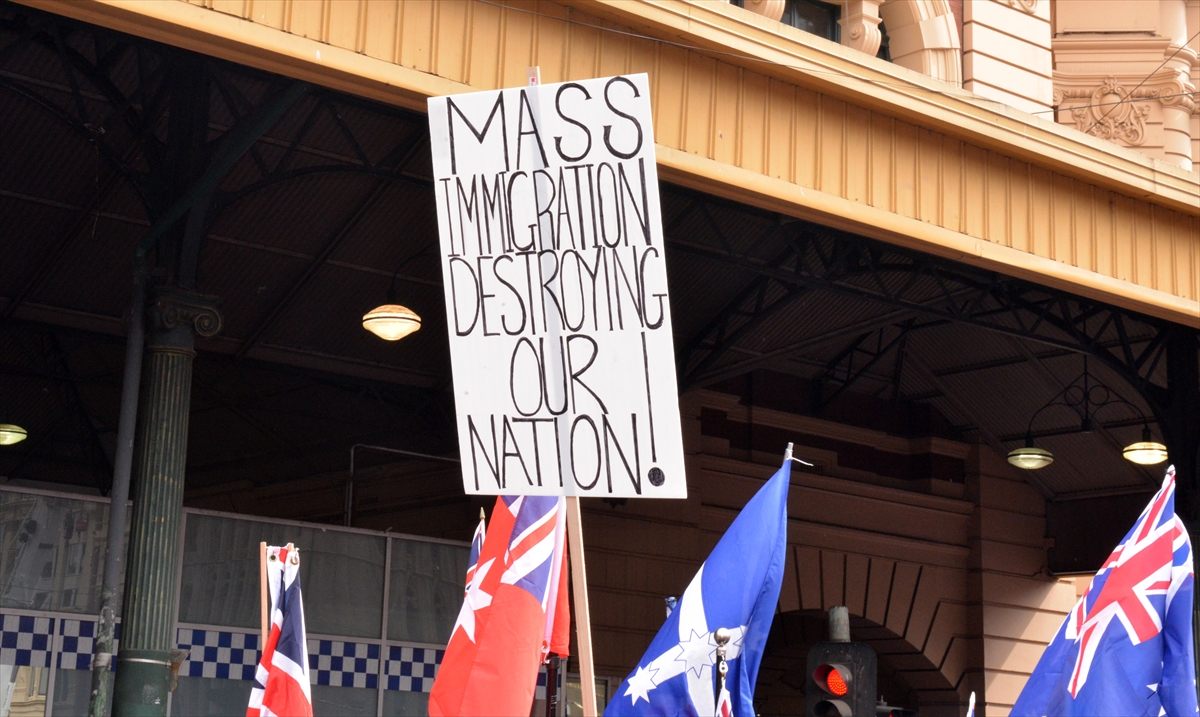 MASS
IMMIGRATION
DESTROYING
OUR
NATION!